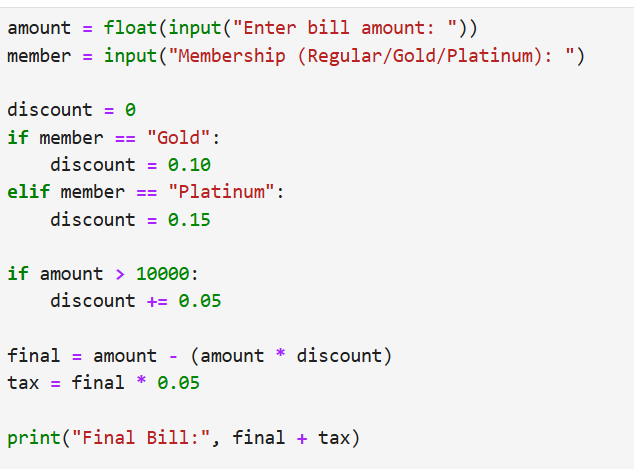 amount = float(input("Enter bill amount: "))
member = input("Membership (Regular/Gold/Platinum): ")

discount = 0
if member == "Gold":
    discount = 0.10
elif member == "Platinum":
    discount = 0.15

if amount > 10000:
    discount += 0.05

final = amount - (amount * discount)
tax = final * 0.05

print("Final Bill:", final + tax)